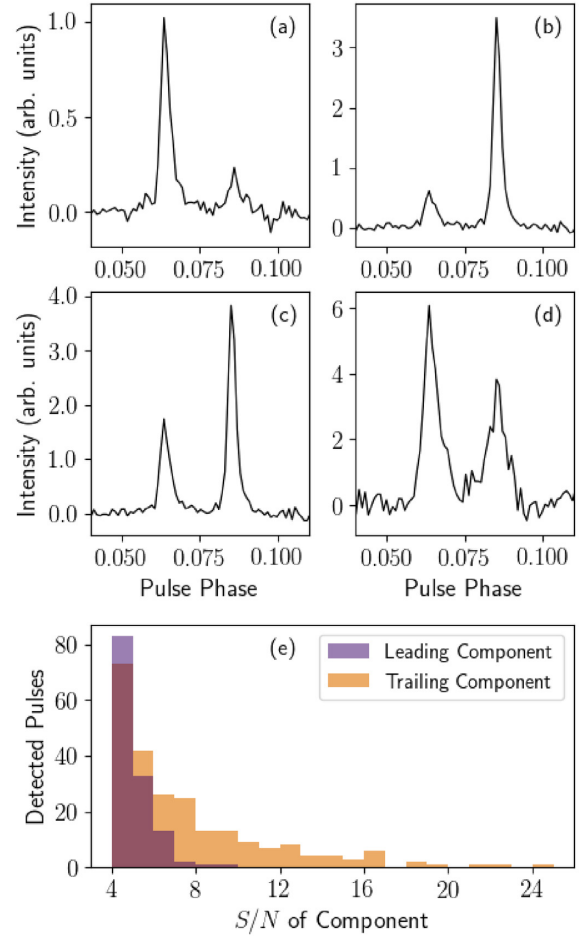 (a)
(b)
Intensity (arb. units)
1.0
0.5
0.0
3
2
1
0
0.050 0.075 0.100
0.050 0.075 0.100
(c)
(d)
Intensity (arb. units)
4.0
3.0
2.0
1.0
0.0
6
4
2
0
0.050 0.075 0.100
0.050 0.075 0.100
Pulse Phase
Pulse Phase
(e)
Leading Component
Trailing Component
Detected Pulses
80
60
40
20
0
4 8 12 16 20 24
S/N of Component